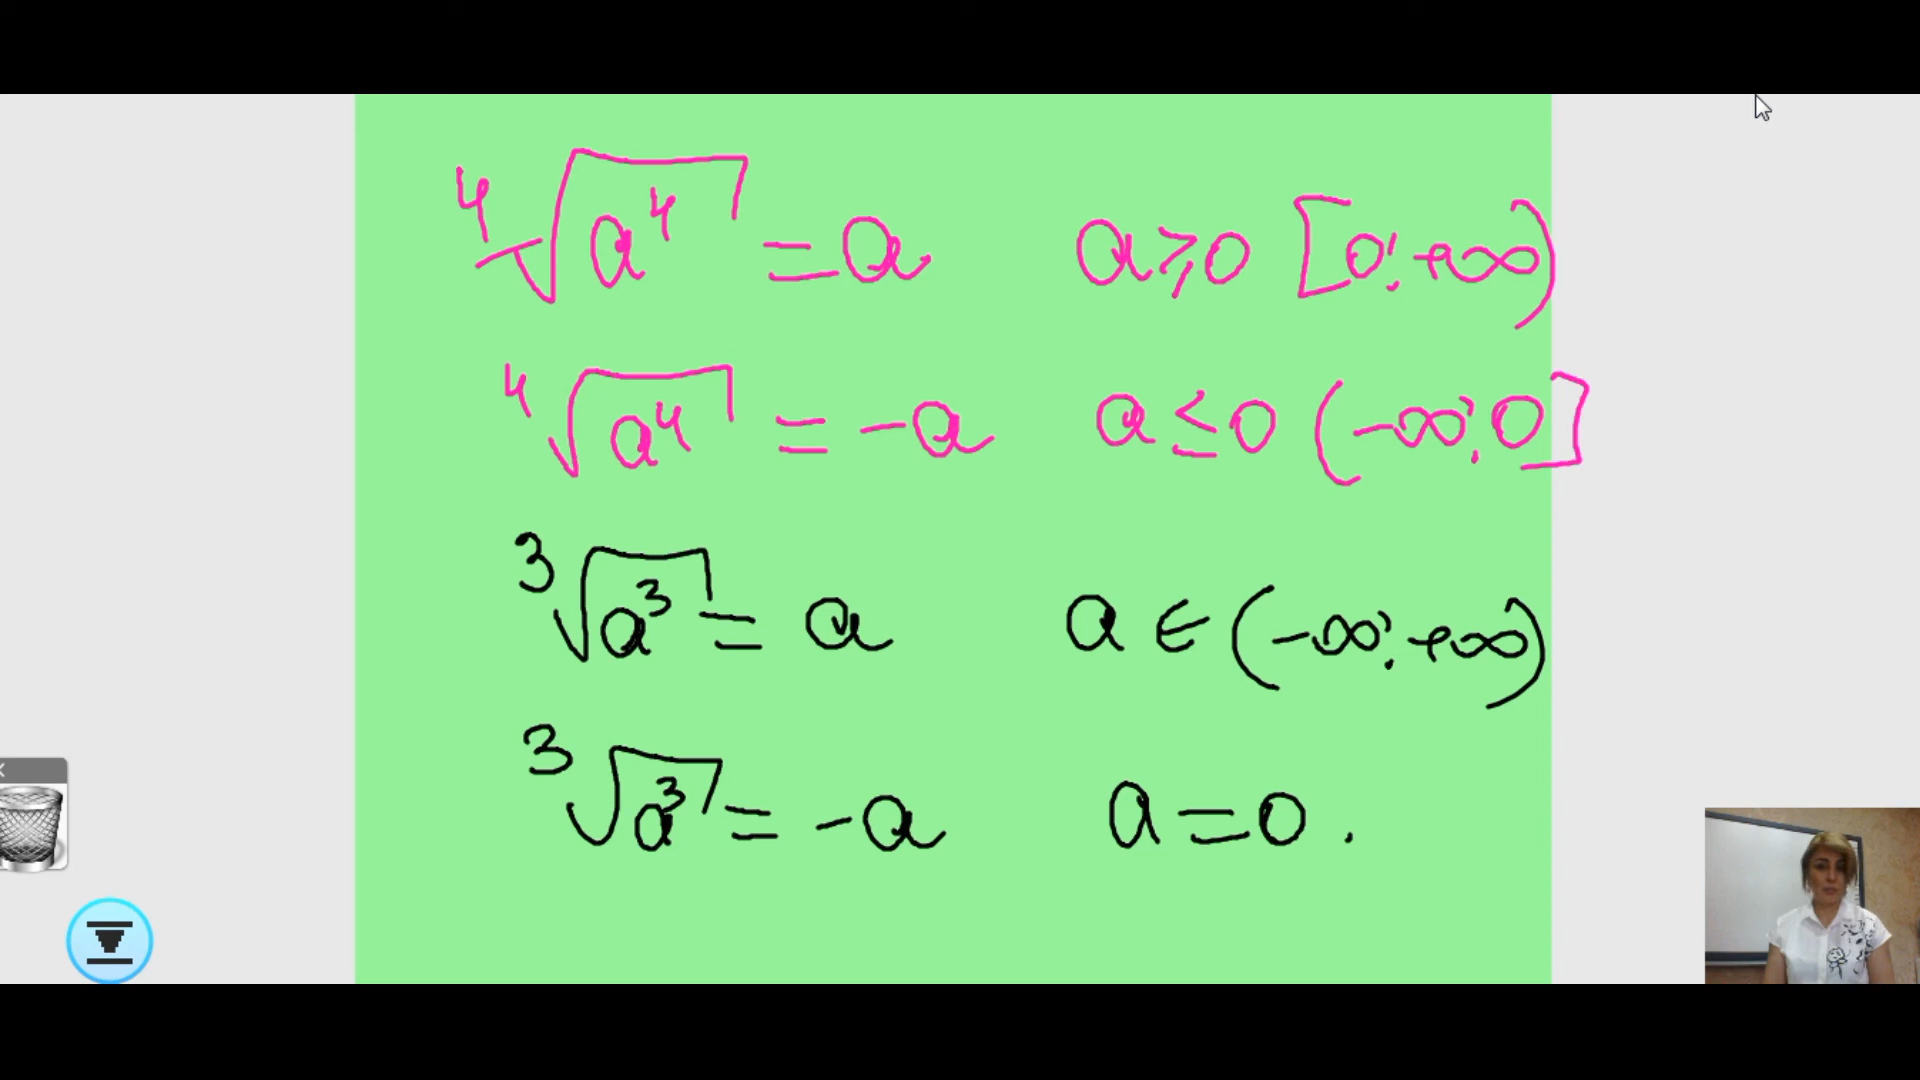 ⁴√a⁴ = a a ⩾ 0 [0; +∞)
⁴√a⁴ = -a a ≤ 0 (-∞; 0]
³√a³ = a a ∈ (-∞; +∞)
³√a³ = -a a = 0.